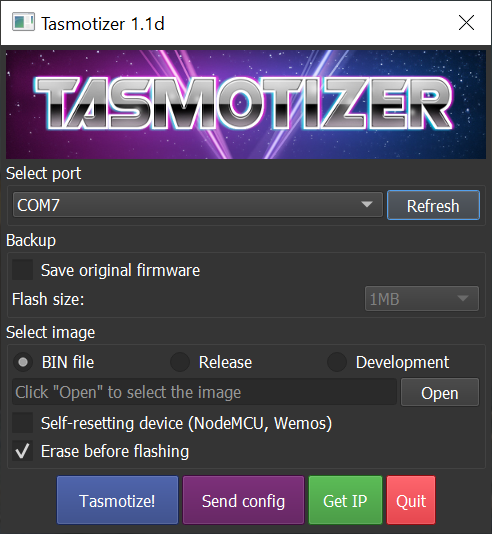 Tasmotizer 1.1d
TASMOTIZER
Select port
COM7 Refresh
Backup
Save original firmware
Flash size: 1MB
Select image
BIN file Release Development
Click "Open" to select the image Open
Self-resetting device (NodeMCU, Wemos)
Erase before flashing
Tasmotize! Send config Get IP Quit